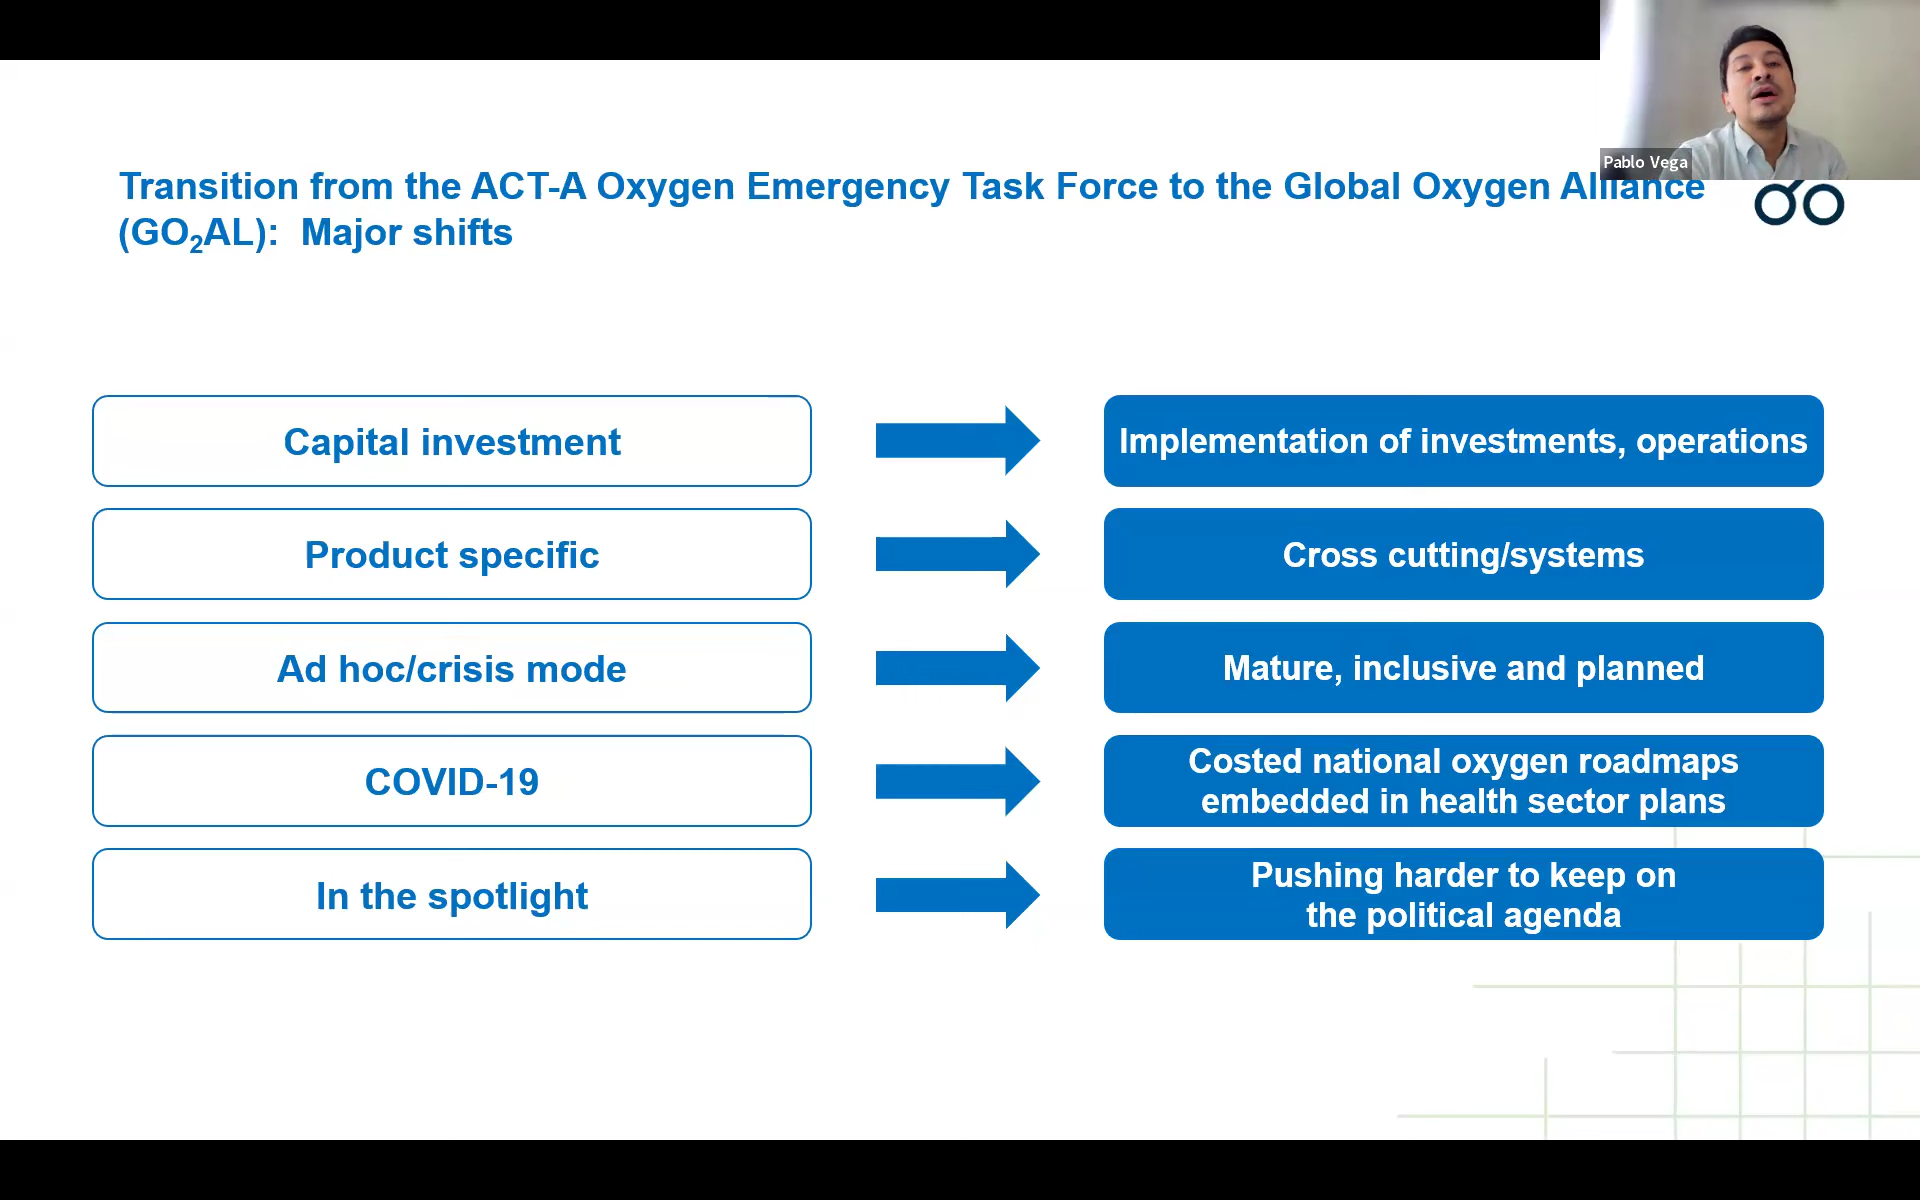 Pablo Vega
Transition from the ACT-A Oxygen Emergency Task Force to the Global Oxygen Alliance
(GO₂AL): Major shifts
Capital investment
Implementation of investments, operations
Product specific
Cross cutting/systems
Ad hoc/crisis mode
Mature, inclusive and planned
COVID-19
Costed national oxygen roadmaps
embedded in health sector plans
In the spotlight
Pushing harder to keep on
the political agenda